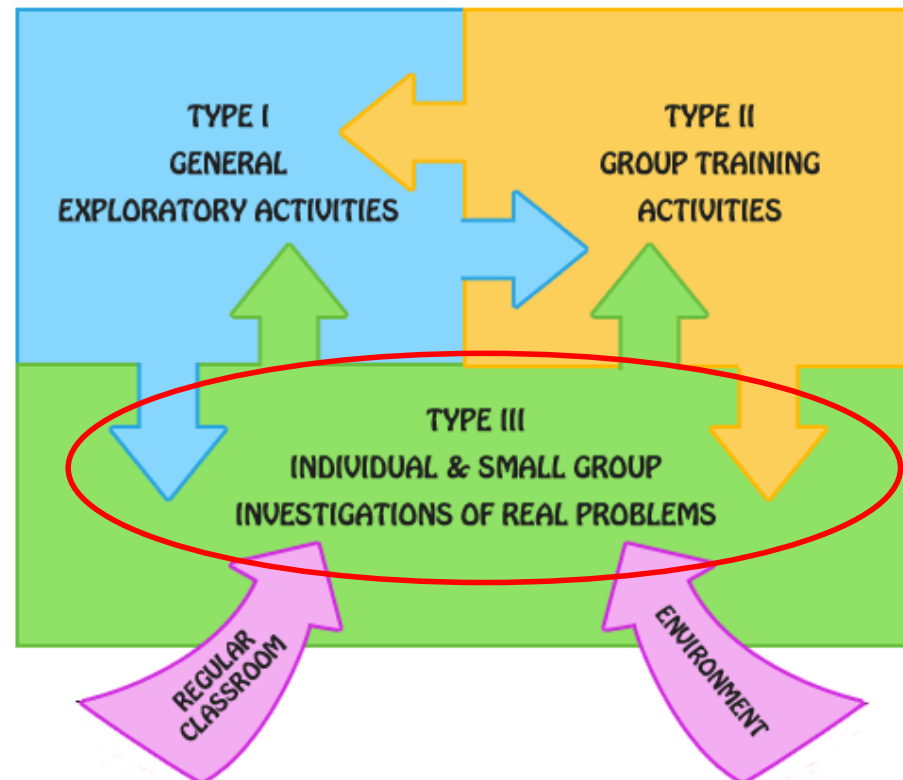 TYPE I
GENERAL
EXPLORATORY ACTIVITIES
TYPE II
GROUP TRAINING
ACTIVITIES
TYPE III
INDIVIDUAL & SMALL GROUP
INVESTIGATIONS OF REAL PROBLEMS
REGULAR
CLASSROOM
ENVIRONMENT